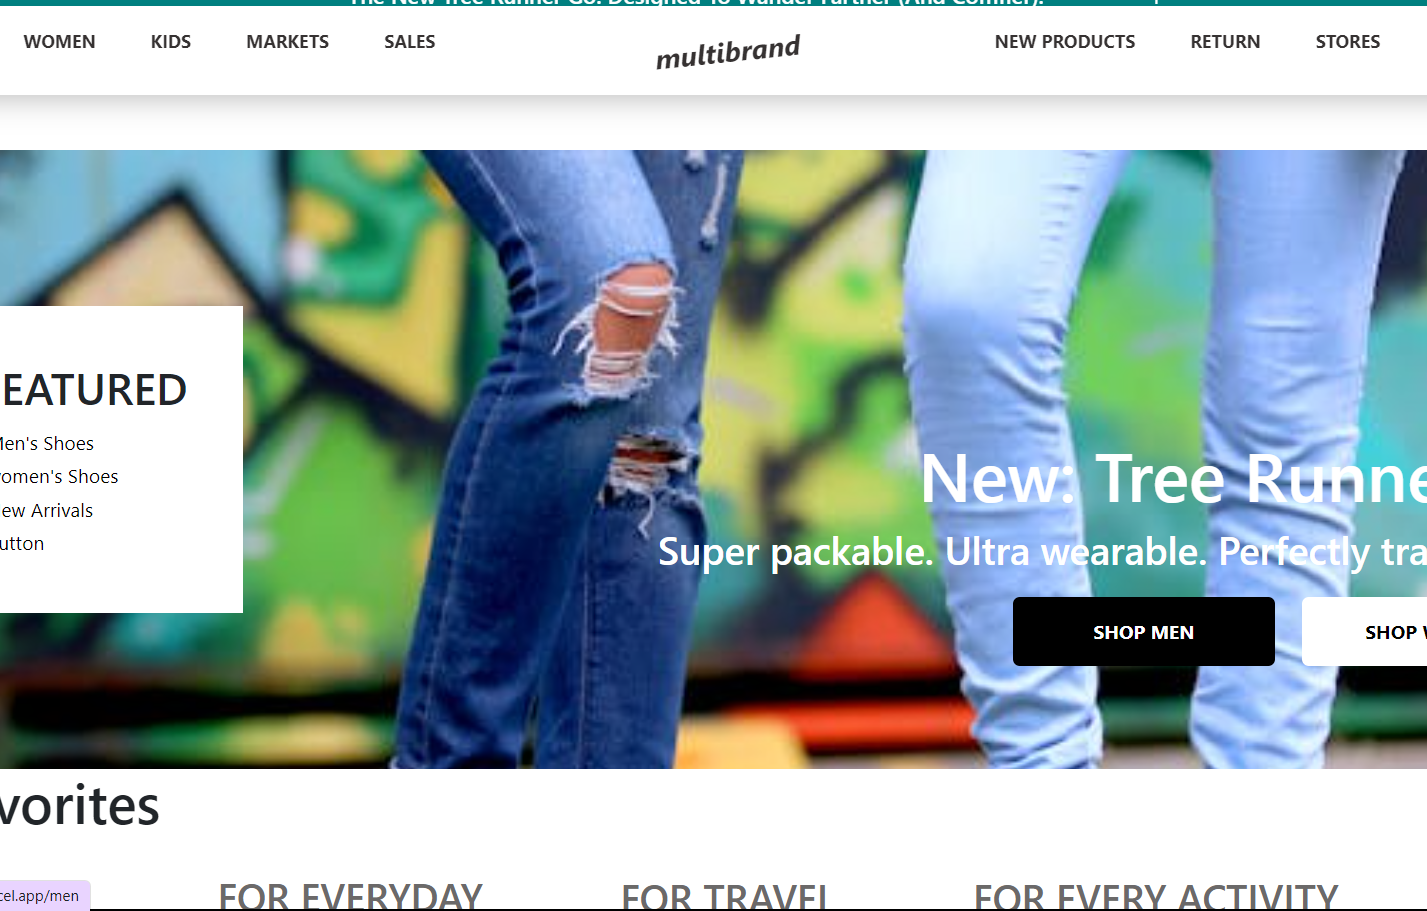 The New Tree Runner Go: Designed To Wander Further (And Comfier).
WOMEN KIDS MARKETS SALES multibrand NEW PRODUCTS RETURN STORES
EATURED
Men's Shoes
omen's Shoes
ew Arrivals
utton
New: Tree Runne
Super packable. Ultra wearable. Perfectly tra
SHOP MEN SHOP
vorites
FOR EVERYDAY FOR TRAVEL FOR EVERY ACTIVITY
cel.app/men